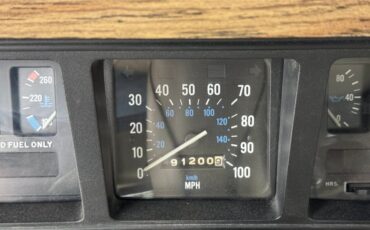 260
220
D FUEL ONLY
40 50 60
30 70
60 80 100
20 40 120 80
10 20 140 90
0 91200 100
km/h
MPH
80
40
0
HRS.